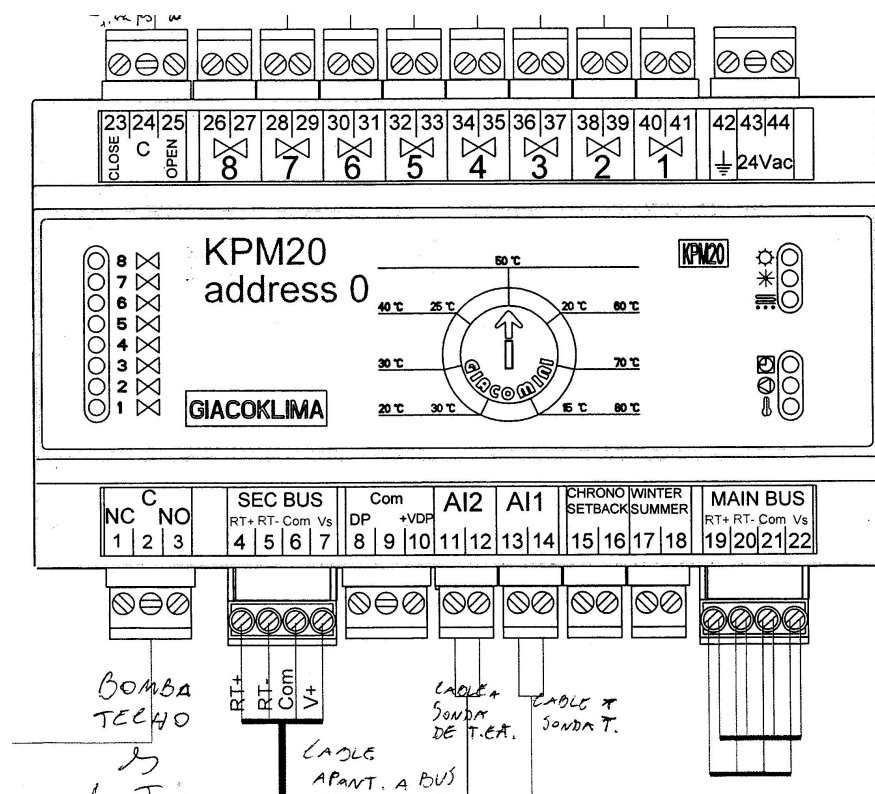 23 24 25 26 27 28 29 30 31 32 33 34 35 36 37 38 39 40 41 42 43 44
CLOSE C OPEN 8 7 6 5 4 3 2 1 24Vac
KPM20
address 0
KPM20
8
7
6
5
4
3
2
1
50 ℃
40 ℃ 25 ℃ 20 ℃ 60 ℃
30 ℃ 70 ℃
20 ℃ 30 ℃ 15 ℃ 80 ℃
GIACOMINI
GIACOKLIMA
NC C NO
1 2 3
SEC BUS
RT+ RT- Com Vs
4 5 6 7
Com
DP +VDP
8 9 10
AI2
11 12
AI1
13 14
CHRONO
SETBACK
15 16
WINTER
SUMMER
17 18
MAIN BUS
RT+ RT- Com Vs
19 20 21 22
RT+
RT-
Com
V+
BOMBA
TECHO
CABLE
APANT. A BUS
CABLE A
SONDA
DE T.EA.
CABLE A
SONDA T.